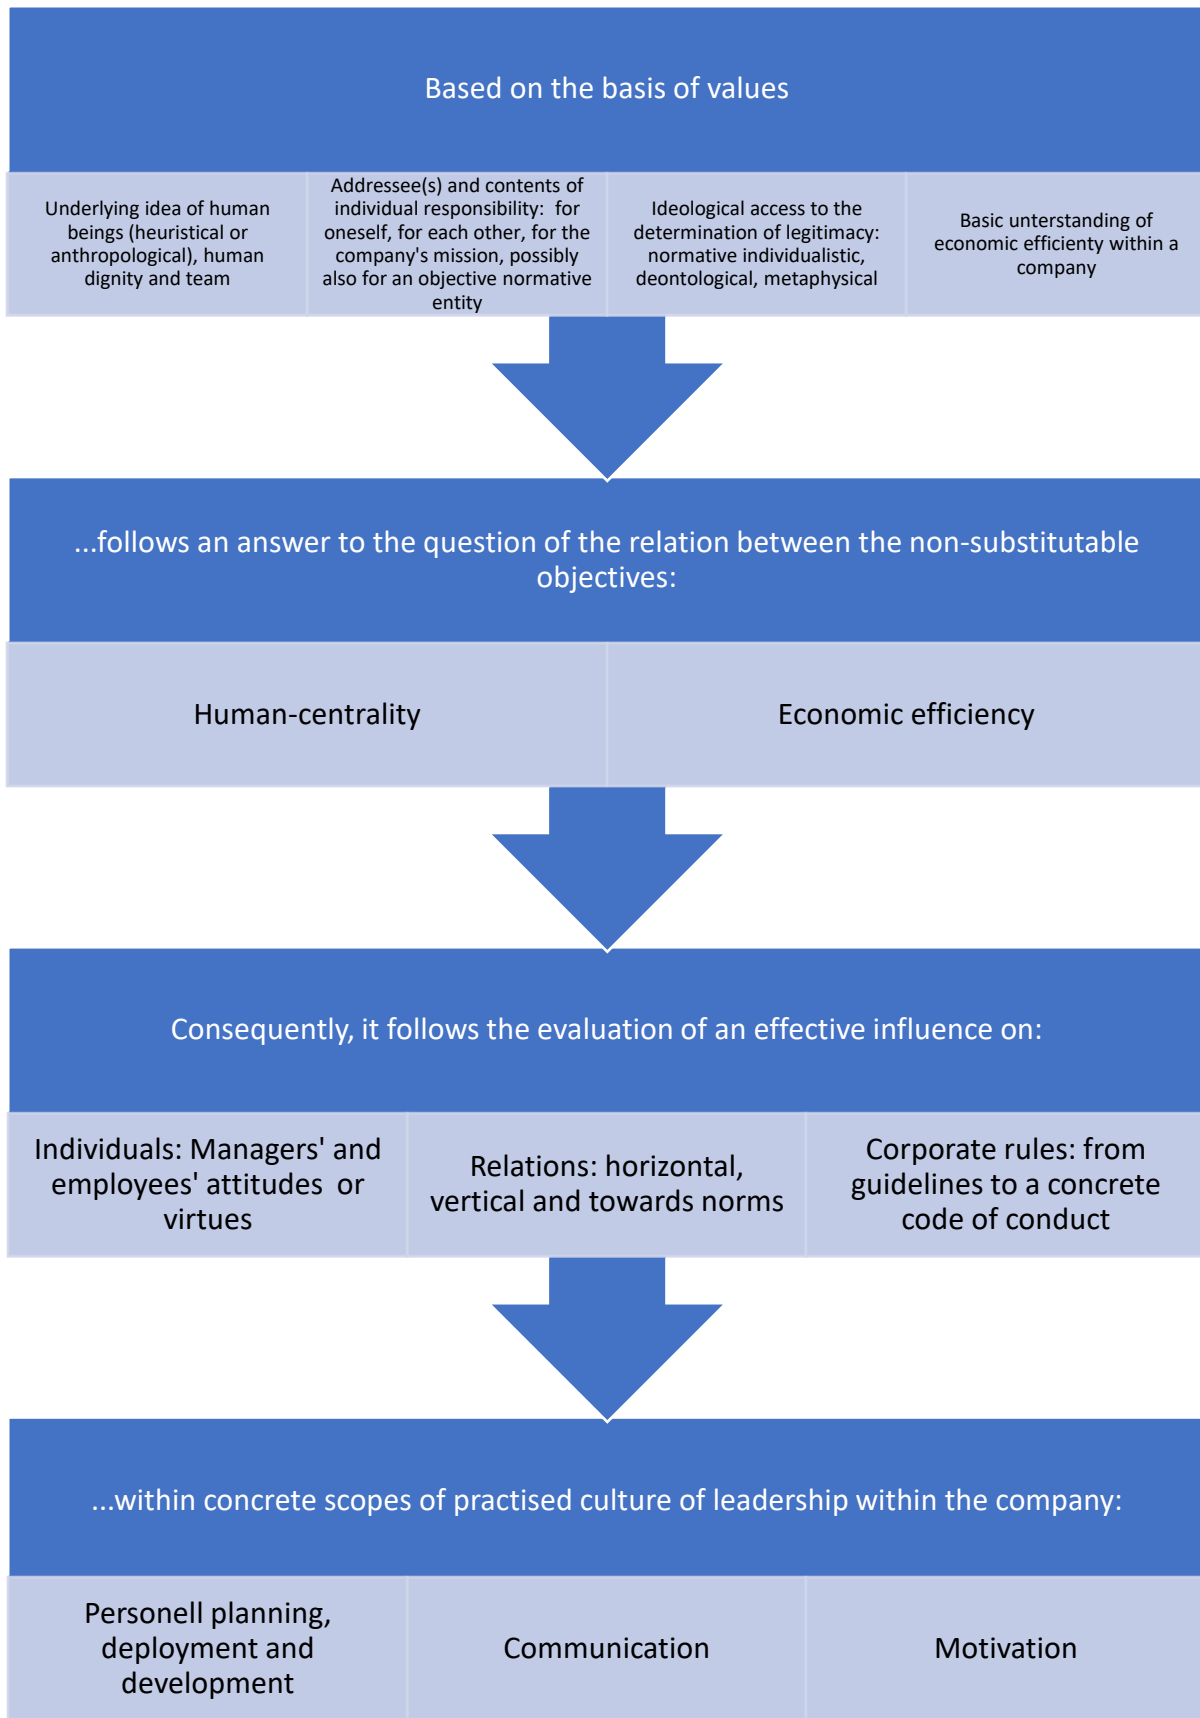 Based on the basis of values
Underlying idea of human
beings (heuristical or
anthropological), human
dignity and team
Addressee(s) and contents of
individual responsibility:  for
oneself, for each other, for the
company's mission, possibly
also for an objective normative
entity
Ideological access to the
determination of legitimacy:
normative individualistic,
deontological, metaphysical
Basic unterstanding of
economic efficienty within a
company
...follows an answer to the question of the relation between the non-substitutable
objectives:
Human-centrality
Economic efficiency
Consequently, it follows the evaluation of an effective influence on:
Individuals: Managers' and
employees' attitudes  or
virtues
Relations: horizontal,
vertical and towards norms
Corporate rules: from
guidelines to a concrete
code of conduct
...within concrete scopes of practised culture of leadership within the company:
Personell planning,
deployment and
development
Communication
Motivation